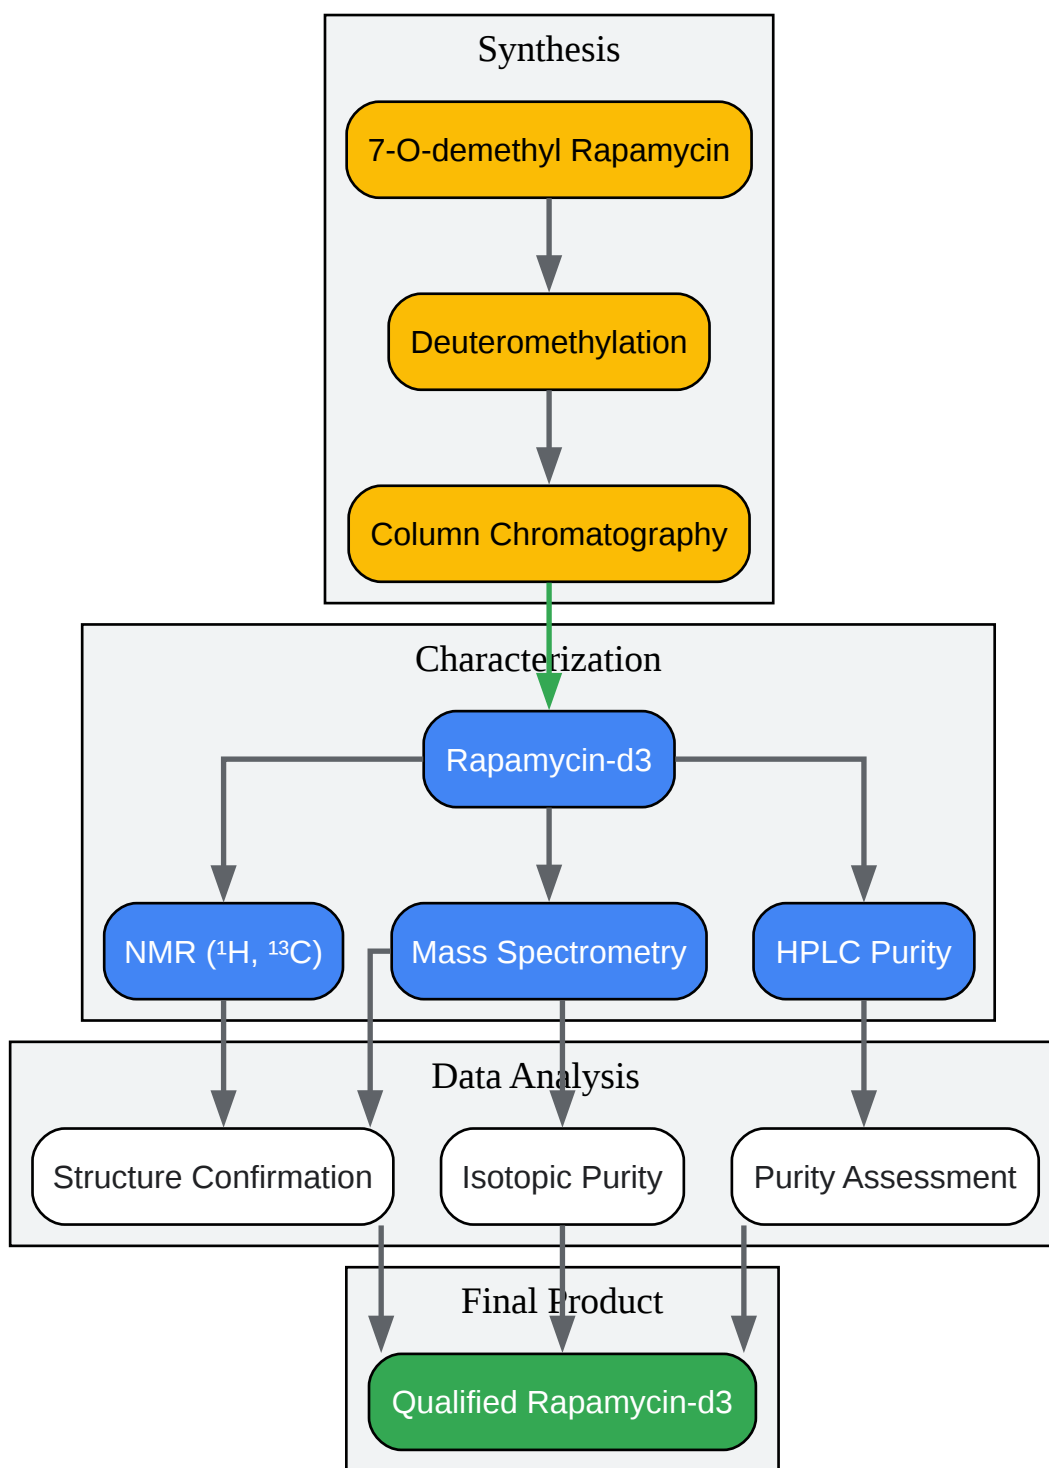 Synthesis
7-O-demethyl Rapamycin
Deuteromethylation
Column Chromatography
Characterization
Rapamycin-d3
NMR (¹H, ¹³C)
Mass Spectrometry
HPLC Purity
Data Analysis
Structure Confirmation
Isotopic Purity
Purity Assessment
Final Product
Qualified Rapamycin-d3